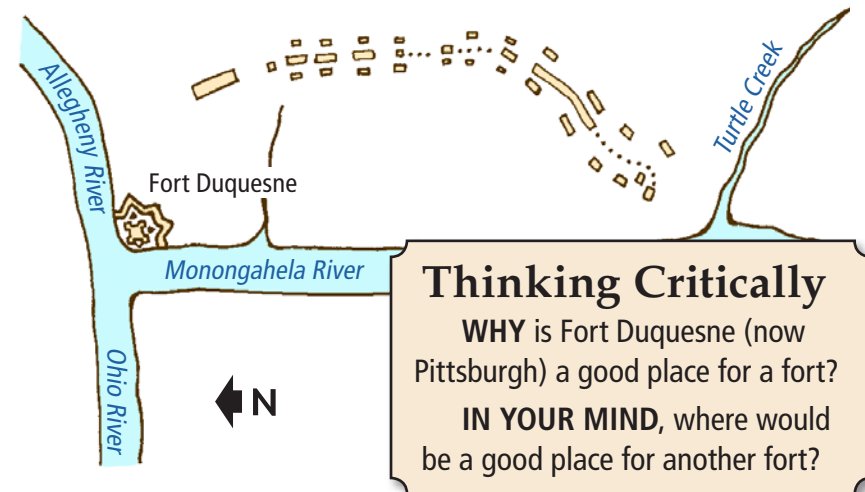 Allegheny River
Turtle Creek
Fort Duquesne
Monongahela River
Ohio River
N
Thinking Critically
WHY is Fort Duquesne (now
Pittsburgh) a good place for a fort?
IN YOUR MIND, where would
be a good place for another fort?